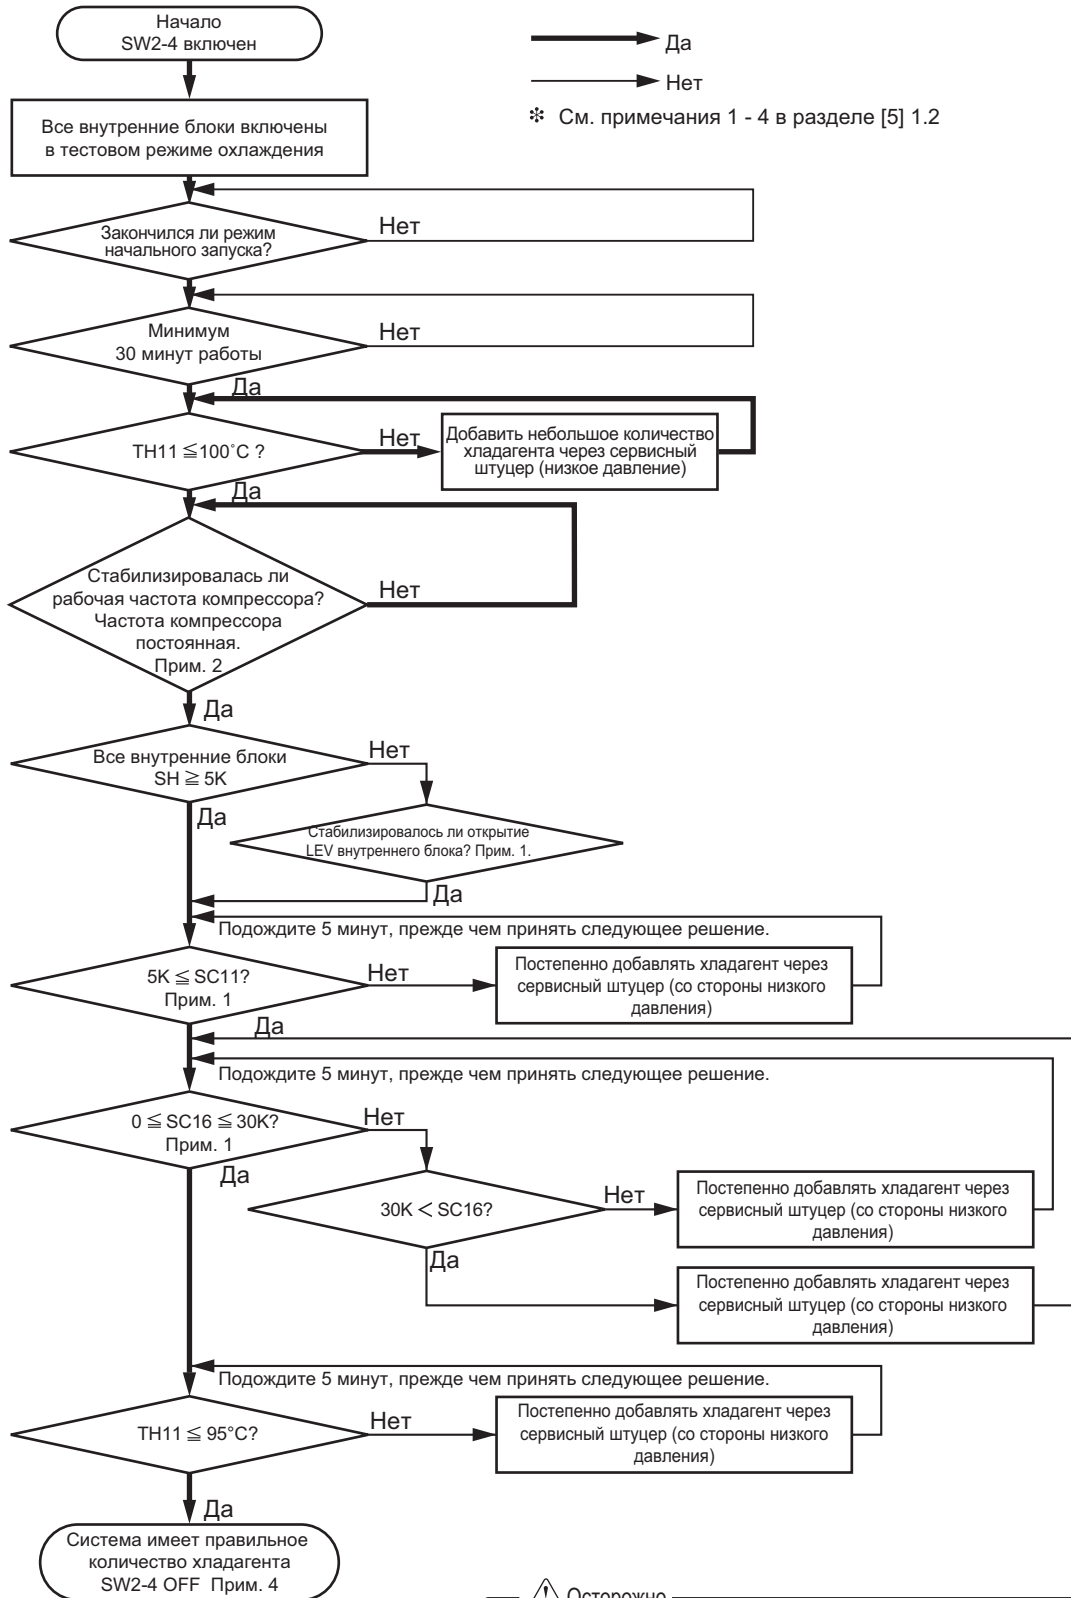 Начало
SW2-4 включен
Да
Нет
❇ См. примечания 1 - 4 в разделе [5] 1.2
Все внутренние блоки включены
в тестовом режиме охлаждения
Закончился ли режим
начального запуска?
Нет
Минимум
30 минут работы
Нет
Да
TH11 ≦100˚C ?
Нет
Добавить небольшое количество
хладагента через сервисный
штуцер (низкое давление)
Да
Стабилизировалась ли
рабочая частота компрессора?
Частота компрессора
постоянная.
Прим. 2
Нет
Да
Все внутренние блоки
SH ≧ 5K
Нет
Да
Стабилизировалось ли открытие
LEV внутреннего блока? Прим. 1.
Да
Подождите 5 минут, прежде чем принять следующее решение.
5K ≦ SC11?
Прим. 1
Нет
Постепенно добавлять хладагент через
сервисный штуцер (со стороны низкого
давления)
Да
Подождите 5 минут, прежде чем принять следующее решение.
0 ≦ SC16 ≦ 30K?
Прим. 1
Нет
Да
30K < SC16?
Нет
Постепенно добавлять хладагент через
сервисный штуцер (со стороны низкого
давления)
Да
Постепенно добавлять хладагент через
сервисный штуцер (со стороны низкого
давления)
Подождите 5 минут, прежде чем принять следующее решение.
TH11 ≦ 95°C?
Нет
Постепенно добавлять хладагент через
сервисный штуцер (со стороны низкого
давления)
Да
Система имеет правильное
количество хладагента
SW2-4 OFF Прим. 4
Осторожно